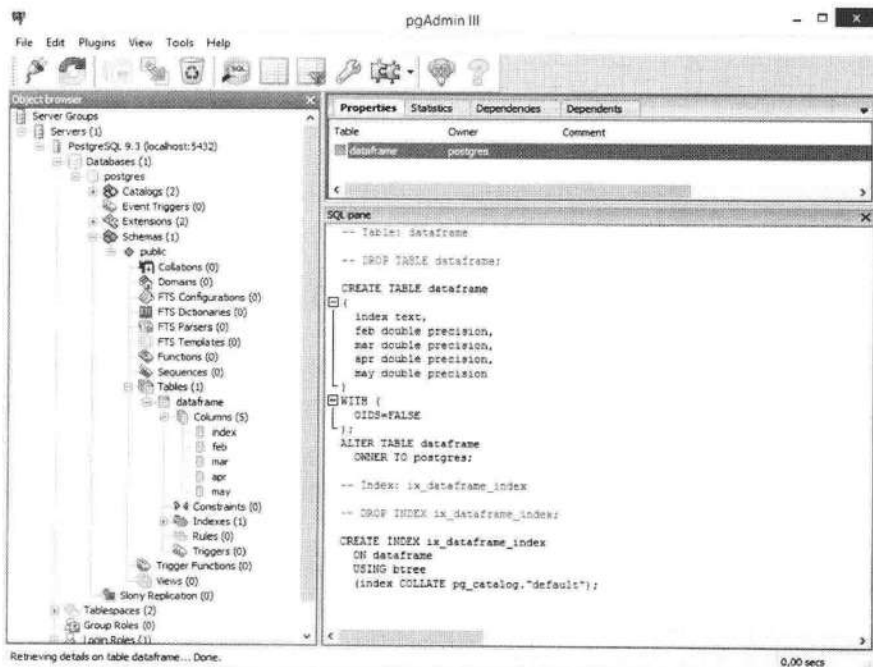 pgAdmin III
File Edit Plugins View Tools Help
Object browser
Server Groups
Servers (1)
PostgreSQL 9.3 (localhost:5432)
Databases (1)
postgres
Catalogs (2)
Event Triggers (0)
Extensions (2)
Schemas (1)
public
Collations (0)
Domains (0)
FTS Configurations (0)
FTS Dictionaries (0)
FTS Parsers (0)
FTS Templates (0)
Functions (0)
Sequences (0)
Tables (1)
dataframe
Columns (5)
index
feb
mar
apr
may
Constraints (0)
Indexes (1)
Rules (0)
Triggers (0)
Trigger Functions (0)
Views (0)
Slony Replication (0)
Tablespaces (2)
Group Roles (0)
Login Roles (1)
Properties Statistics Dependencies Dependents
Table Owner Comment
dataframe postgres
SQL pane
-- Table: dataframe
-- DROP TABLE dataframe;
CREATE TABLE dataframe
(
index text,
feb double precision,
mar double precision,
apr double precision,
may double precision
)
WITH (
OIDS=FALSE
);
ALTER TABLE dataframe
OWNER TO postgres;
-- Index: ix_dataframe_index
-- DROP INDEX ix_dataframe_index;
CREATE INDEX ix_dataframe_index
ON dataframe
USING btree
(index COLLATE pg_catalog."default");
Retrieving details on table dataframe... Done.
0,00 secs